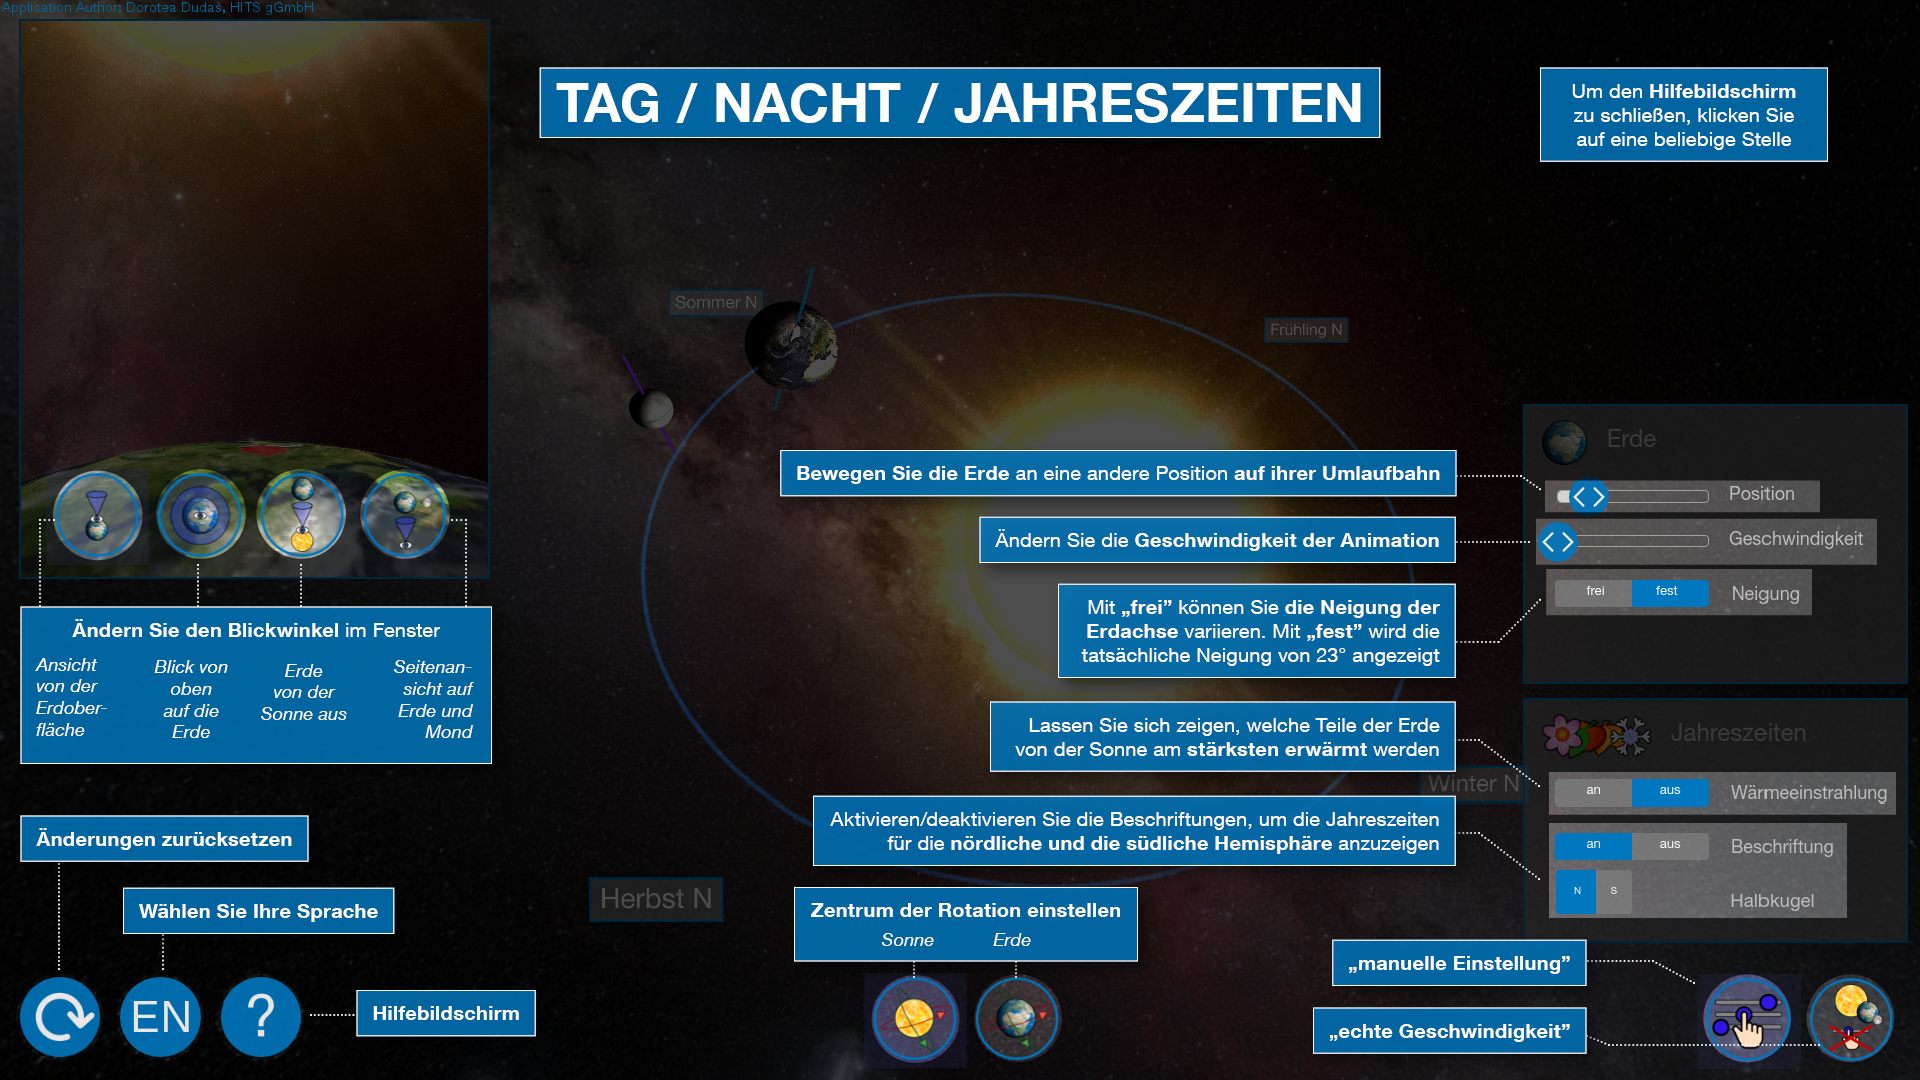 Application Author: Dorotea Dudaš, HITS gGmbH
TAG / NACHT / JAHRESZEITEN
Um den Hilfebildschirm
zu schließen, klicken Sie
auf eine beliebige Stelle
Sommer N
Frühling N
Erde
Bewegen Sie die Erde an eine andere Position auf ihrer Umlaufbahn
Position
Ändern Sie die Geschwindigkeit der Animation
Geschwindigkeit
Mit „frei” können Sie die Neigung der
Erdachse variieren. Mit „fest” wird die
tatsächliche Neigung von 23° angezeigt
frei
fest
Neigung
Ändern Sie den Blickwinkel im Fenster
Ansicht
von der
Erdober-
fläche
Blick von
oben
auf die
Erde
Erde
von der
Sonne aus
Seitenan-
sicht auf
Erde und
Mond
Lassen Sie sich zeigen, welche Teile der Erde
von der Sonne am stärksten erwärmt werden
Jahreszeiten
Winter N
an
aus
Wärmeeinstrahlung
Aktivieren/deaktivieren Sie die Beschriftungen, um die Jahreszeiten
für die nördliche und die südliche Hemisphäre anzuzeigen
an
aus
Beschriftung
N
S
Halbkugel
Änderungen zurücksetzen
Wählen Sie Ihre Sprache
Herbst N
Zentrum der Rotation einstellen
Sonne
Erde
„manuelle Einstellung”
EN
?
Hilfebildschirm
„echte Geschwindigkeit”